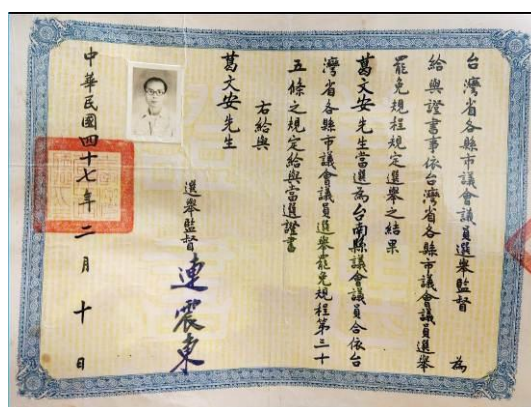 台灣省各縣市議會議員選舉監督 為
給與證書事依台灣省各縣市議會議員選舉
罷免規程規定選舉之結果
葛文安先生當選為台南縣議會議員合依台
灣省各縣市議會議員選舉罷免規程第三十
五條之規定給與當選證書
右給與
葛文安先生
選舉監督 連震東
中華民國四十七年二月十日